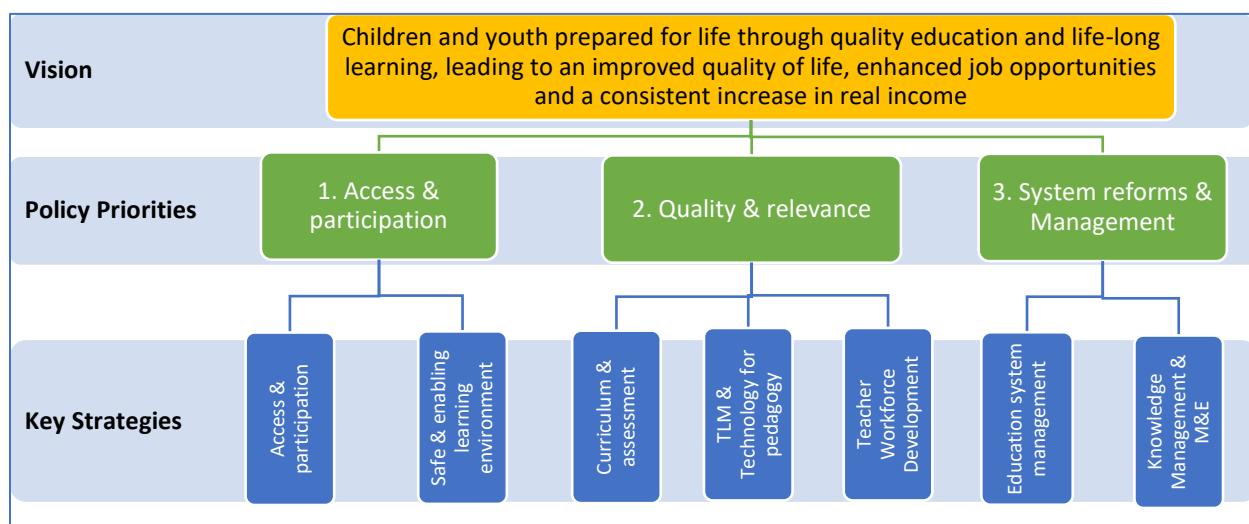 Vision
Children and youth prepared for life through quality education and life-long
learning, leading to an improved quality of life, enhanced job opportunities
and a consistent increase in real income
Policy Priorities
1. Access &
participation
2. Quality & relevance
3. System reforms &
Management
Key Strategies
Access &
participation
Safe & enabling
learning
environment
Curriculum &
assessment
TLM &
Technology for
pedagogy
Teacher
Workforce
Development
Education system
management
Knowledge
Management &
M&E